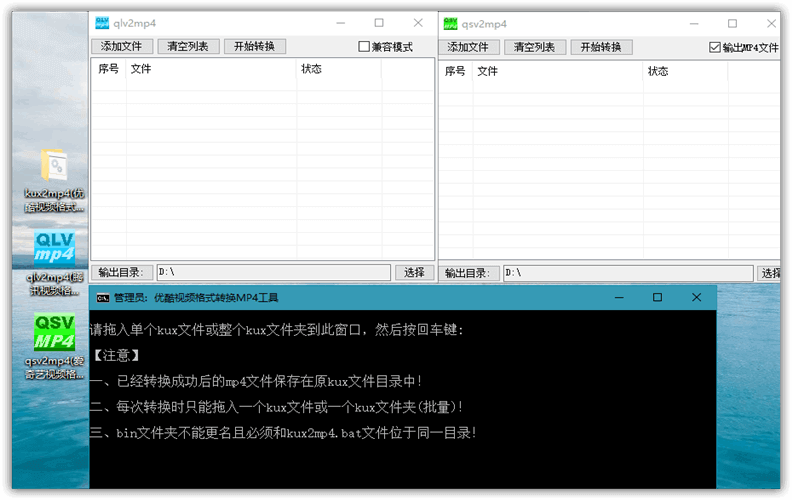 qlv2mp4
添加文件 清空列表 开始转换 兼容模式
序号 文件 状态
输出目录: D:\ 选择
qsv2mp4
添加文件 清空列表 开始转换 输出MP4文件
序号 文件 状态
输出目录: D:\ 选择
kux2mp4(优
酷视频格式...
QLV
mp4
qlv2mp4(腾
讯视频格...
QSV
MP4
qsv2mp4(爱
奇艺视频格...
管理员: 优酷视频格式转换MP4工具
请拖入单个kux文件或整个kux文件夹到此窗口，然后按回车键:
【注意】
一、已经转换成功后的mp4文件保存在原kux文件目录中!
二、每次转换时只能拖入一个kux文件或一个kux文件夹(批量)!
三、bin文件夹不能更名且必须和kux2mp4.bat文件位于同一目录!